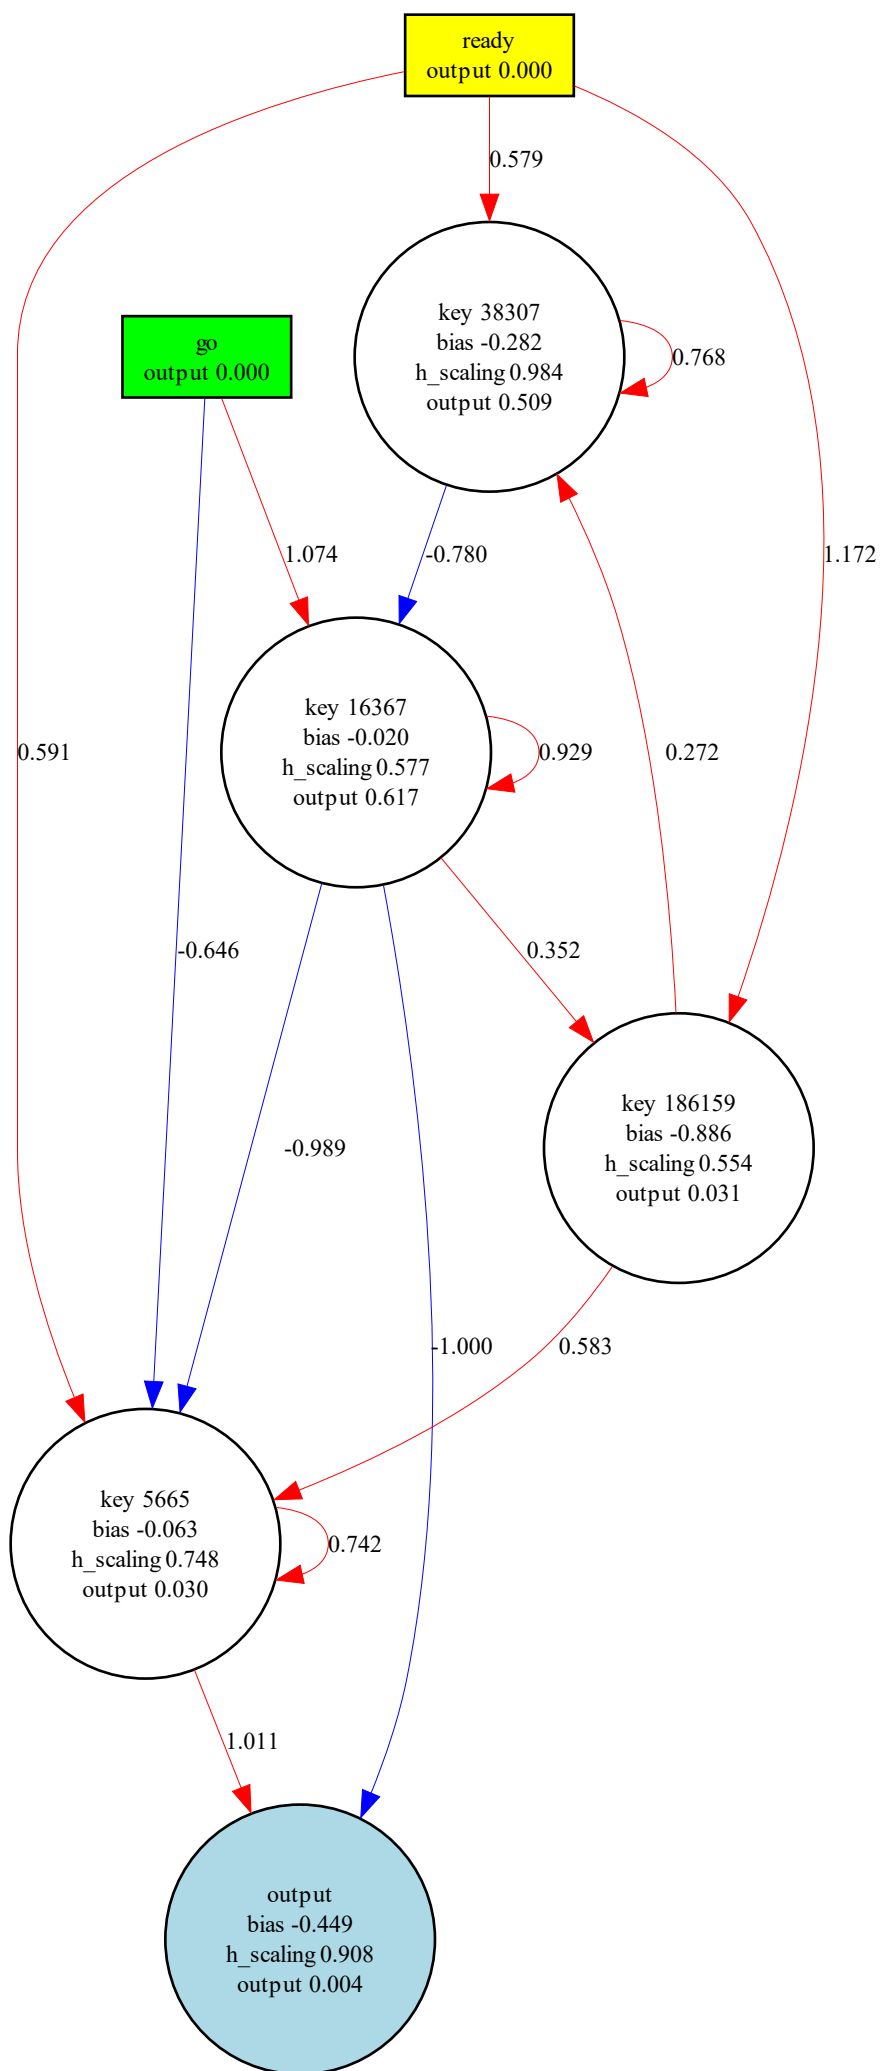 ready
output 0.000
0.579
key 38307
bias -0.282
h_scaling 0.984
output 0.509
0.768
go
output 0.000
1.074
-0.780
1.172
key 16367
bias -0.020
h_scaling 0.577
output 0.617
0.929
0.591
0.272
-0.646
0.352
key 186159
bias -0.886
h_scaling 0.554
output 0.031
-0.989
-1.000
0.583
key 5665
bias -0.063
h_scaling 0.748
output 0.030
0.742
1.011
output
bias -0.449
h_scaling 0.908
output 0.004